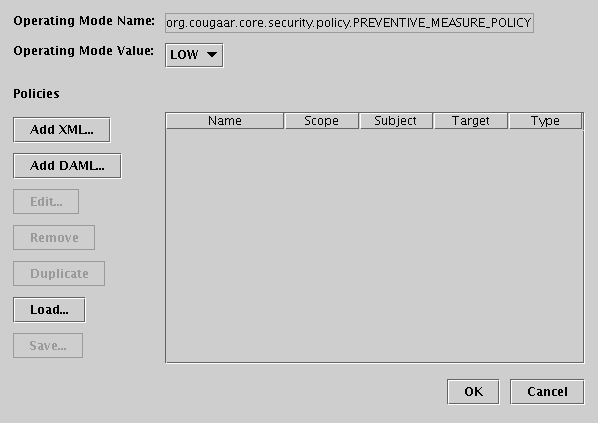 Operating Mode Name: org.cougaar.core.security.policy.PREVENTIVE_MEASURE_POLICY
Operating Mode Value: LOW
Policies
Name Scope Subject Target Type
Add XML...
Add DAML...
Edit...
Remove
Duplicate
Load...
Save...
OK Cancel